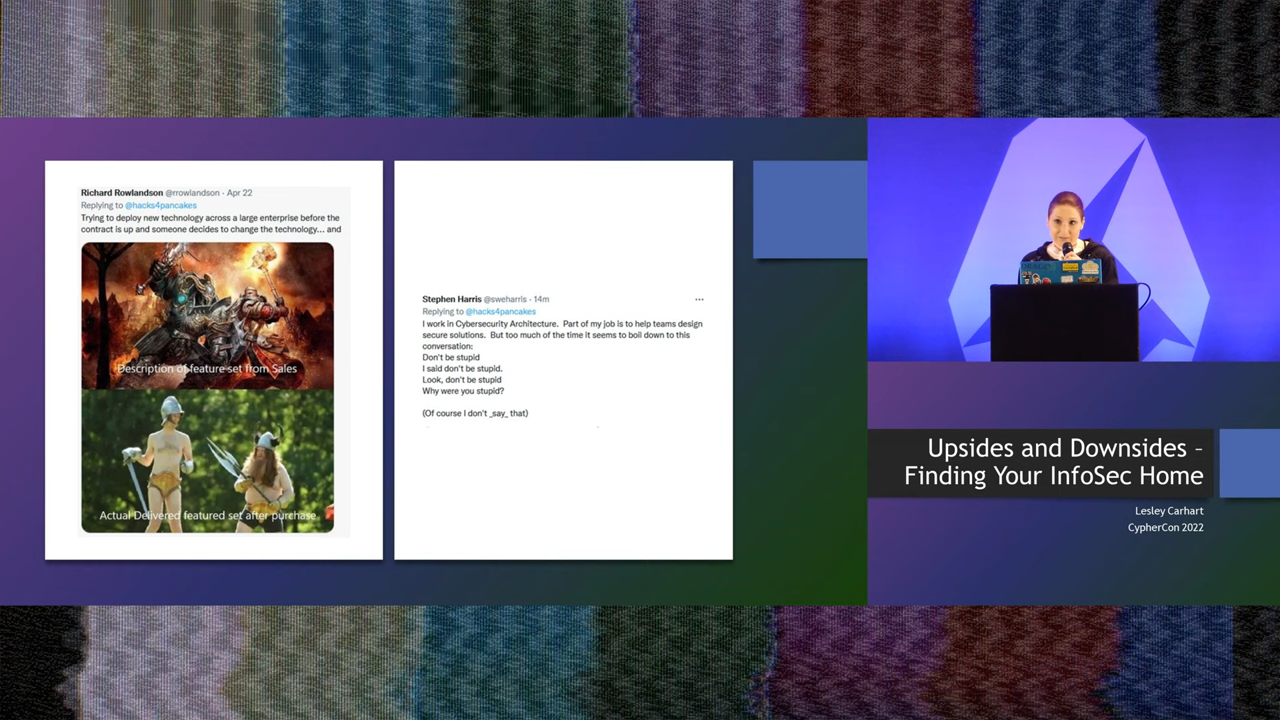 Richard Rowlandson @rrowlandson · Apr 22
Replying to @hacks4pancakes
Trying to deploy new technology across a large enterprise before the
contract is up and someone decides to change the technology... and
Description of feature set from Sales
Actual Delivered featured set after purchase
Stephen Harris @sweharris · 14m
Replying to @hacks4pancakes
I work in Cybersecurity Architecture. Part of my job is to help teams design
secure solutions. But too much of the time it seems to boil down to this
conversation:
Don't be stupid
I said don't be stupid.
Look, don't be stupid
Why were you stupid?
(Of course I don't _say_ that)
Upsides and Downsides –
Finding Your InfoSec Home
Lesley Carhart
CypherCon 2022